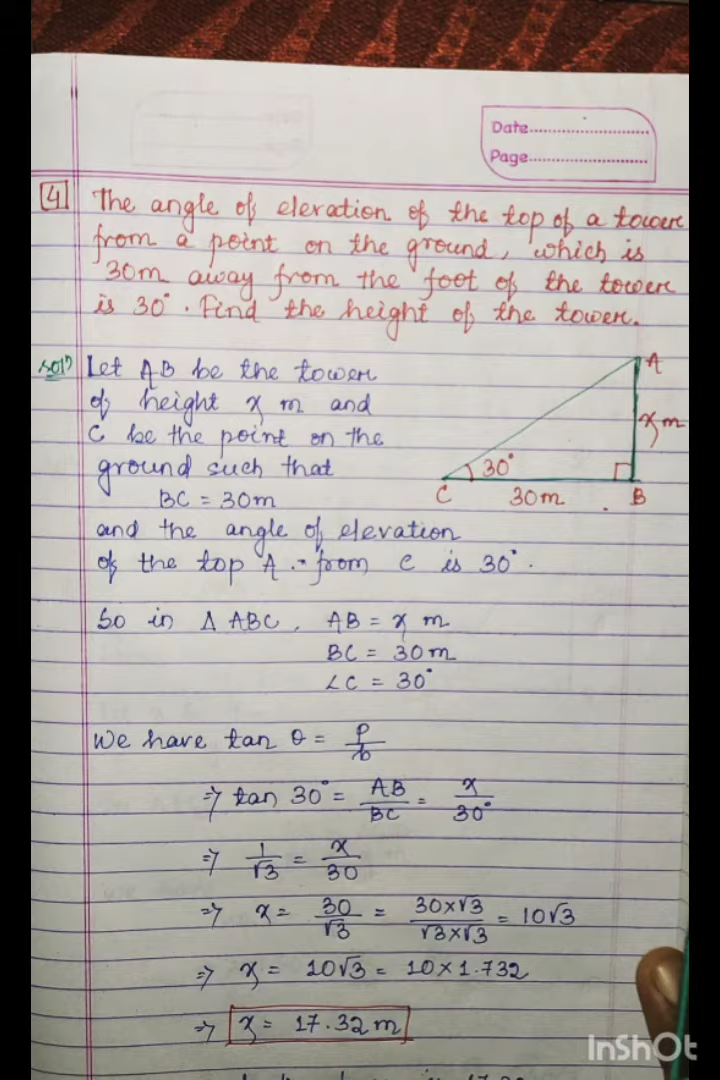 Date
Page
4 The angle of elevation of the top of a tower
from a point on the ground, which is
30m away from the foot of the tower
is 30°. Find the height of the tower.
Solⁿ Let AB be the tower
of height x m and
C be the point on the
ground such that
BC = 30m
and the angle of elevation
of the top A from C is 30°.
A
x m
30°
C 30m B
So in Δ ABC, AB = x m
BC = 30m
∠C = 30°
We have tan θ = p/b
⇒ tan 30° = AB/BC = x/30°
⇒ 1/√3 = x/30
⇒ x = 30/√3 = 30×√3/√3×√3 = 10√3
⇒ x = 10√3 = 10 × 1.732
⇒ x = 17.32 m
InShOt